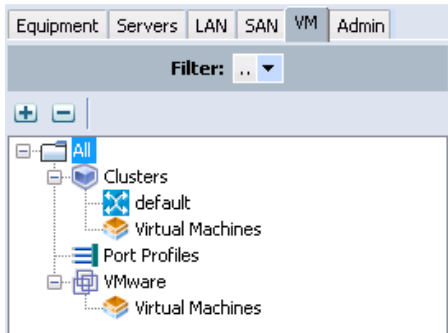 Equipment Servers LAN SAN VM Admin
Filter: ..
All
Clusters
default
Virtual Machines
Port Profiles
VMware
Virtual Machines